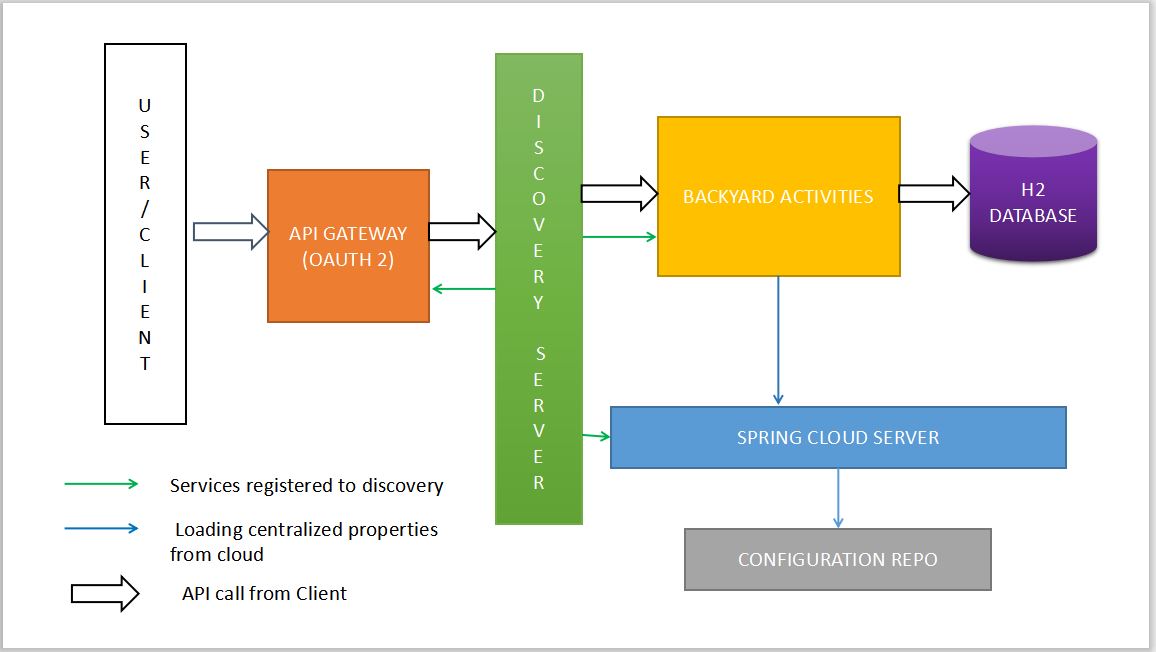 USER/CLIENT
API GATEWAY
(OAUTH 2)
DISCOVERY SERVER
BACKYARD ACTIVITIES
H2
DATABASE
SPRING CLOUD SERVER
CONFIGURATION REPO
Services registered to discovery
Loading centralized properties
from cloud
API call from Client